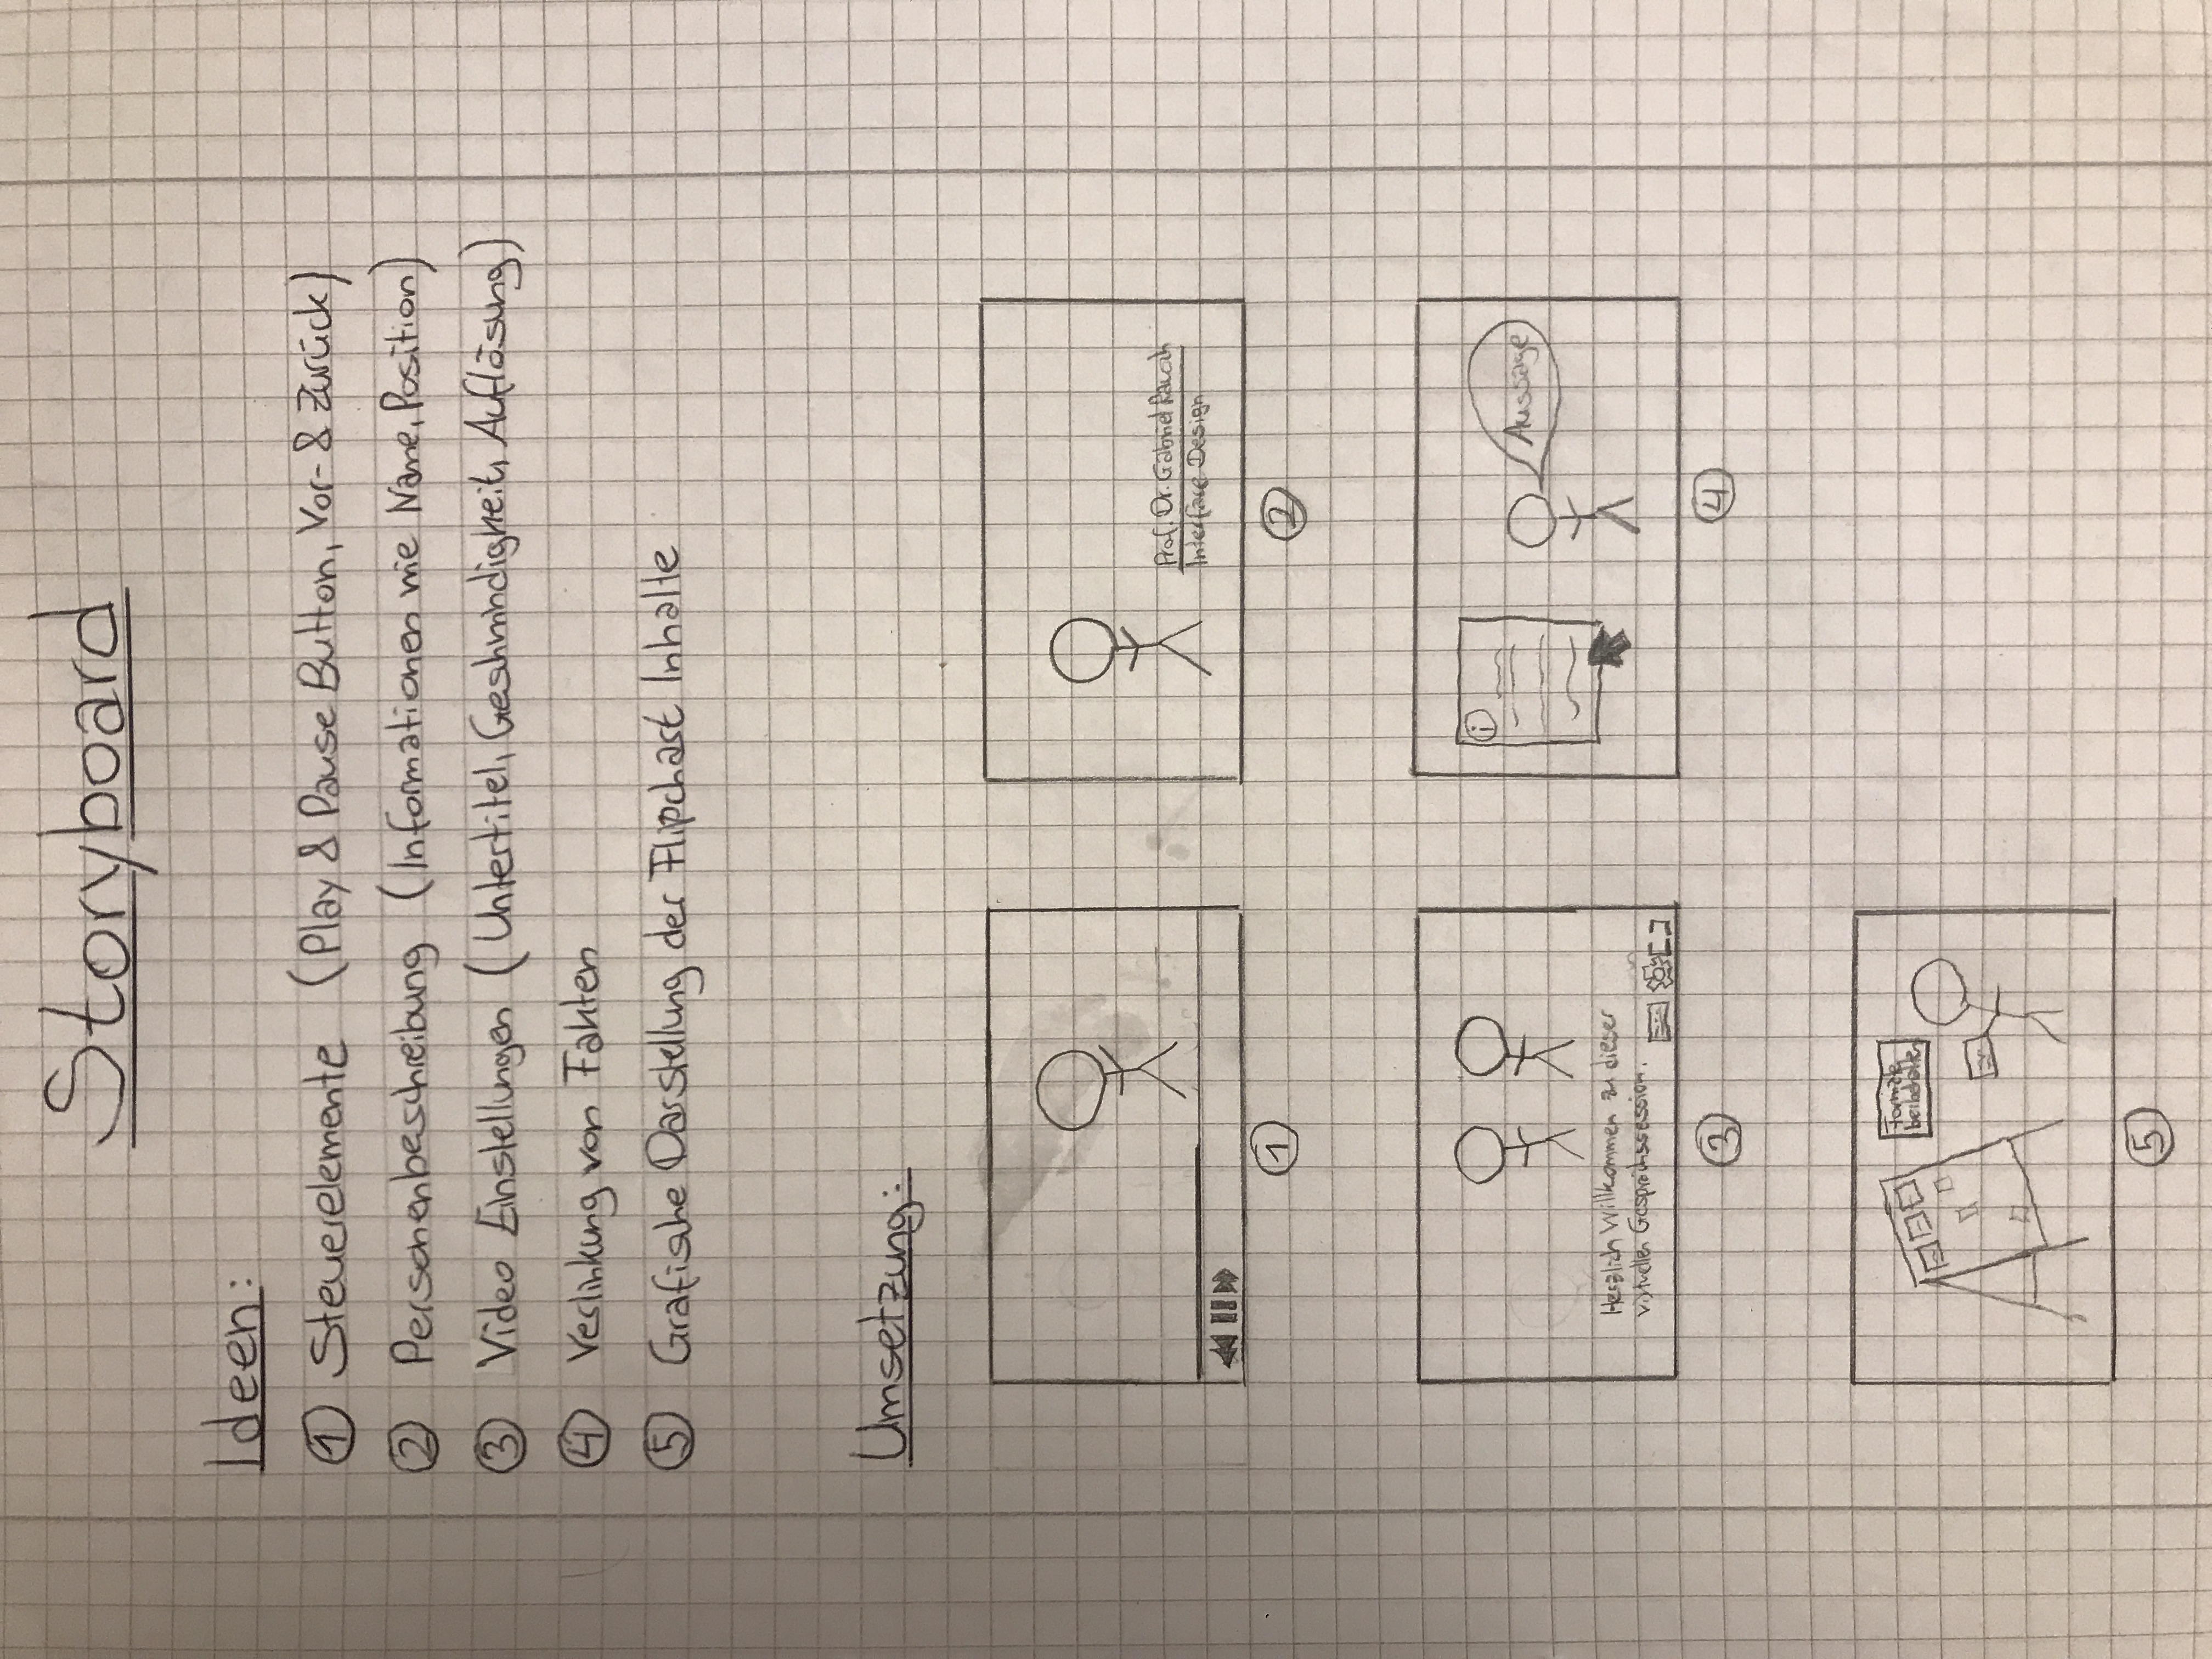 Storyboard
Ideen:
① Steuerelemente (Play & Pause Button, Vor- & Zurück)
② Personenbeschreibung (Informationen wie Name, Position)
③ Video Einstellungen (Untertitel, Geshwindigkeit, Auflösung)
④ Verlinkung von Fakten
⑤ Grafische Darstellung der Flipchart Inhalte
Umsetzung:
①
Prof. Dr. Gabriel Rausch
Interface Design
②
Herzlich Willkommen zu dieser
virtuellen Gesprächssession.
③
i
Aussage
④
Formate
beibehalten
⑤